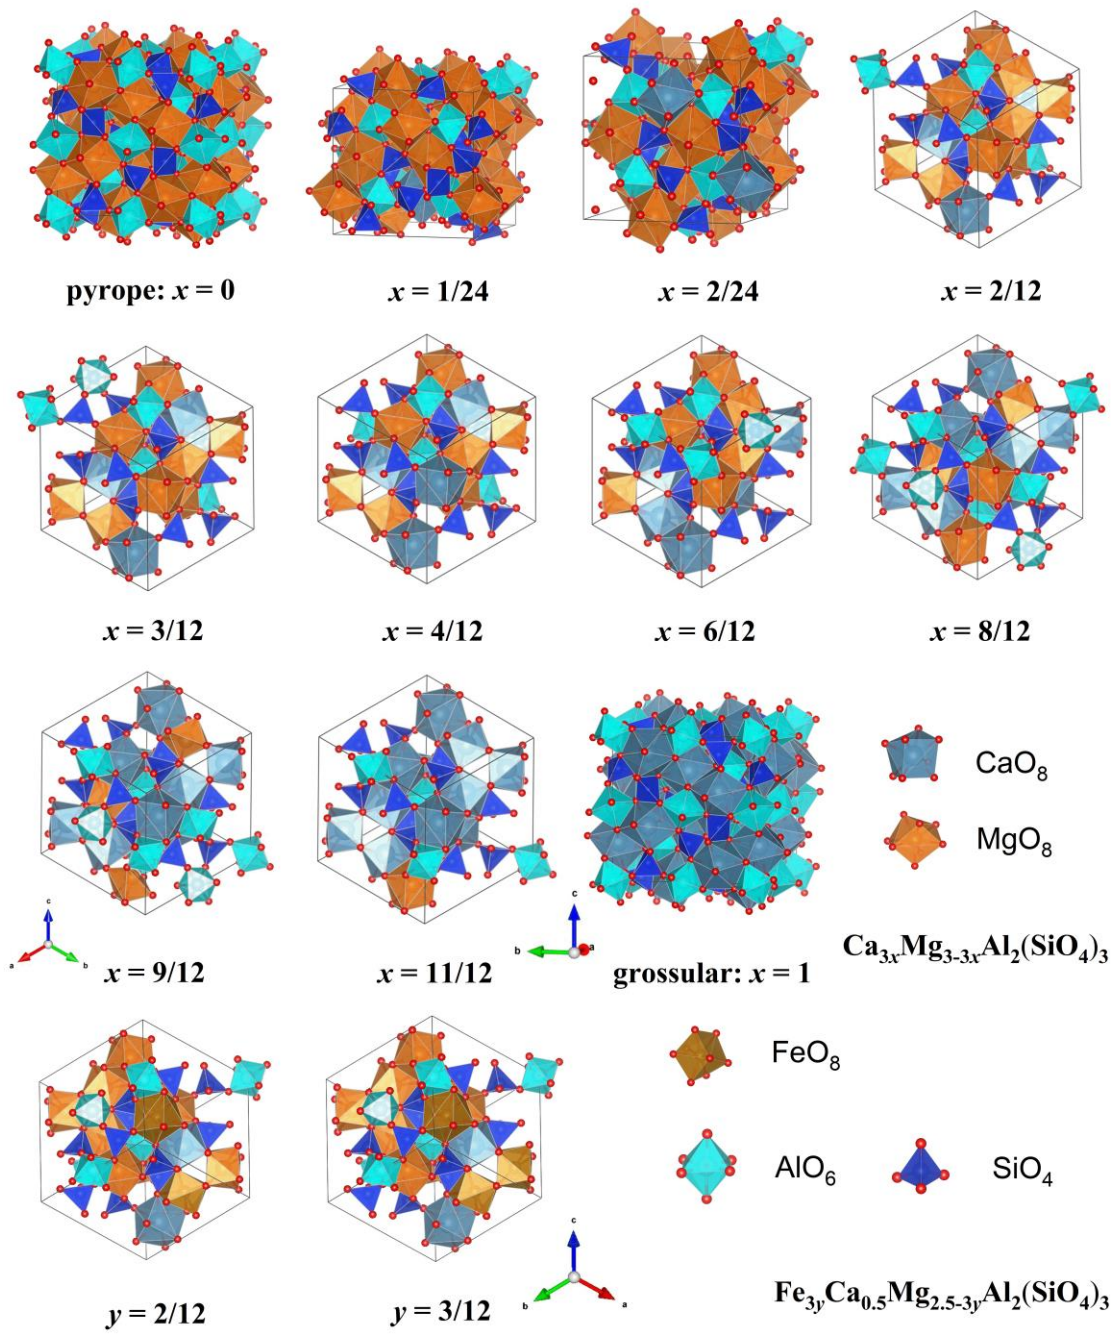 pyrope: x = 0
x = 1/24
x = 2/24
x = 2/12
x = 3/12
x = 4/12
x = 6/12
x = 8/12
CaO₈
MgO₈
c
a
b
c
b
a
Ca₃ₓMg₃₋₃ₓAl₂(SiO₄)₃
x = 9/12
x = 11/12
grossular: x = 1
FeO₈
AlO₆
SiO₄
c
b
a
Fe₃yCa₀.₅Mg₂.₅₋₃yAl₂(SiO₄)₃
y = 2/12
y = 3/12